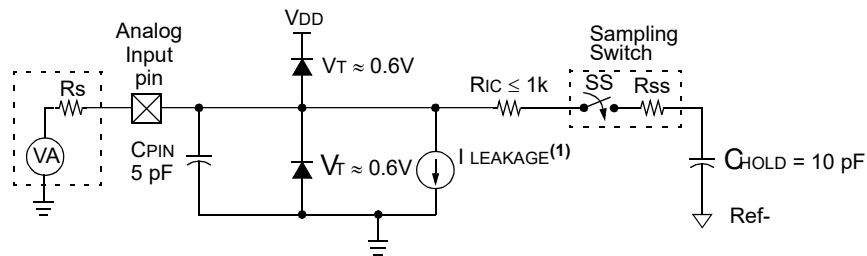 VDD
Analog
Input
pin
Sampling
Switch
VT ≈ 0.6V
Rs
RIC ≤ 1k
SS
Rss
VA
CPIN
5 pF
VT ≈ 0.6V
I LEAKAGE(1)
CHOLD = 10 pF
Ref-